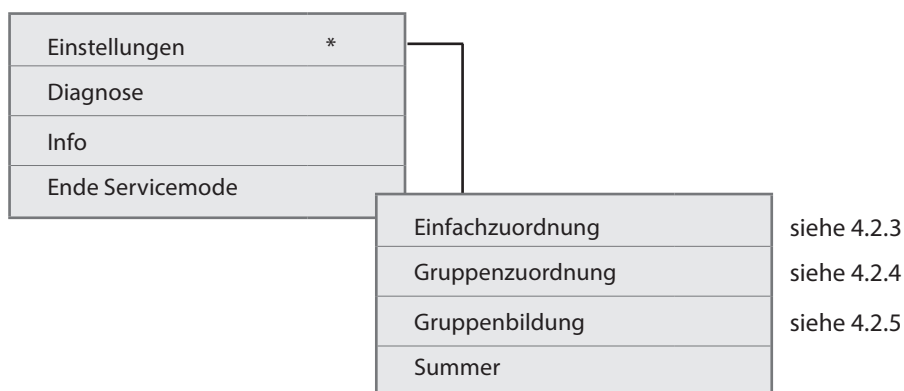 Einstellungen *
Diagnose
Info
Ende Servicemode
Einfachzuordnung siehe 4.2.3
Gruppenzuordnung siehe 4.2.4
Gruppenbildung siehe 4.2.5
Summer